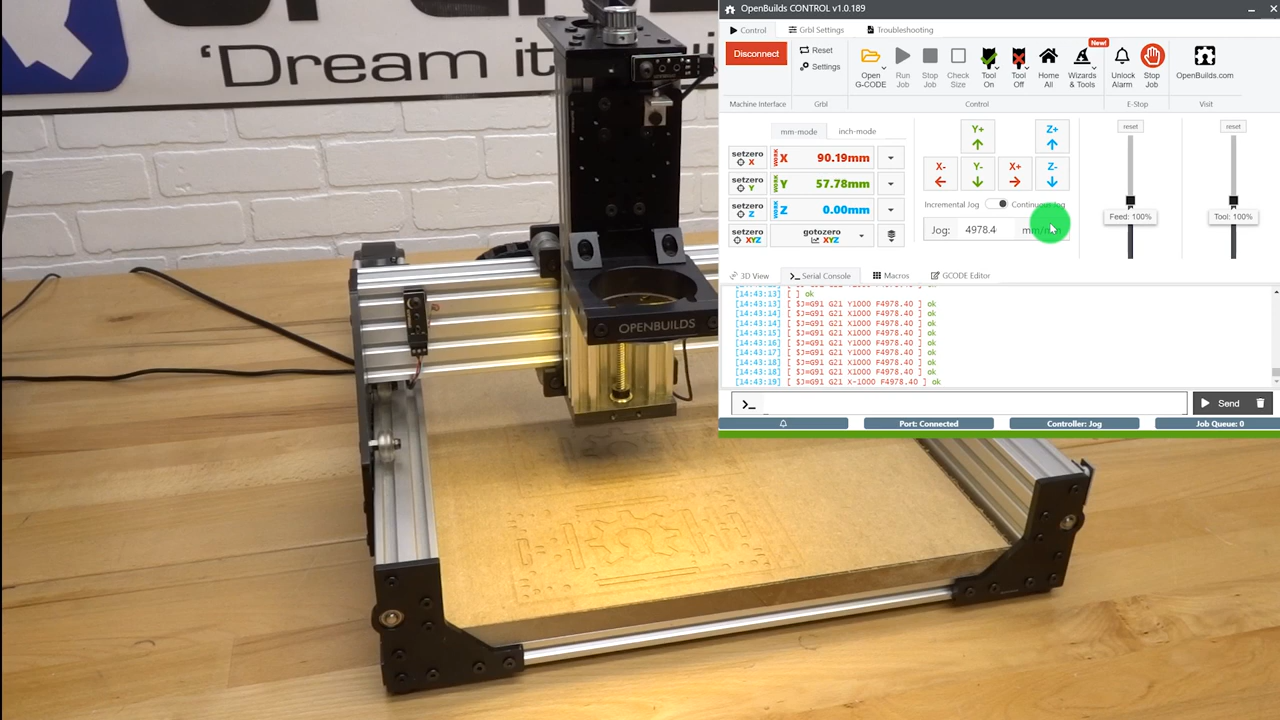 'Dream it
OPENBUILDS
OpenBuilds CONTROL v1.0.189
Control
Grbl Settings
Troubleshooting
Disconnect
Reset
Settings
Open
G-CODE
Run
Job
Stop
Job
Check
Size
Tool
On
Tool
Off
Home
All
New!
Wizards
& Tools
Unlock
Alarm
Stop
Job
OpenBuilds.com
Machine Interface
Grbl
Control
E-Stop
Visit
mm-mode
inch-mode
setzero
X
WORK
X 90.19mm
setzero
Y
WORK
Y 57.78mm
setzero
Z
WORK
Z 0.00mm
setzero
XYZ
gotozero
XYZ
Y+
Z+
X-
Y-
X+
Z-
Incremental Jog
Continuous Jog
Jog: 4978.4
reset
Feed: 100%
reset
Tool: 100%
3D View
Serial Console
Macros
GCODE Editor
[14:43:13] [ ] ok
[14:43:13] [ $J=G91 G21 Y1000 F4978.40 ] ok
[14:43:14] [ $J=G91 G21 X1000 F4978.40 ] ok
[14:43:14] [ $J=G91 G21 X1000 F4978.40 ] ok
[14:43:15] [ $J=G91 G21 X1000 F4978.40 ] ok
[14:43:16] [ $J=G91 G21 Y1000 F4978.40 ] ok
[14:43:17] [ $J=G91 G21 X1000 F4978.40 ] ok
[14:43:18] [ $J=G91 G21 X1000 F4978.40 ] ok
[14:43:18] [ $J=G91 G21 X1000 F4978.40 ] ok
[14:43:19] [ $J=G91 G21 X-1000 F4978.40 ] ok
>_
Send
Port: Connected
Controller: Jog
Job Queue: 0